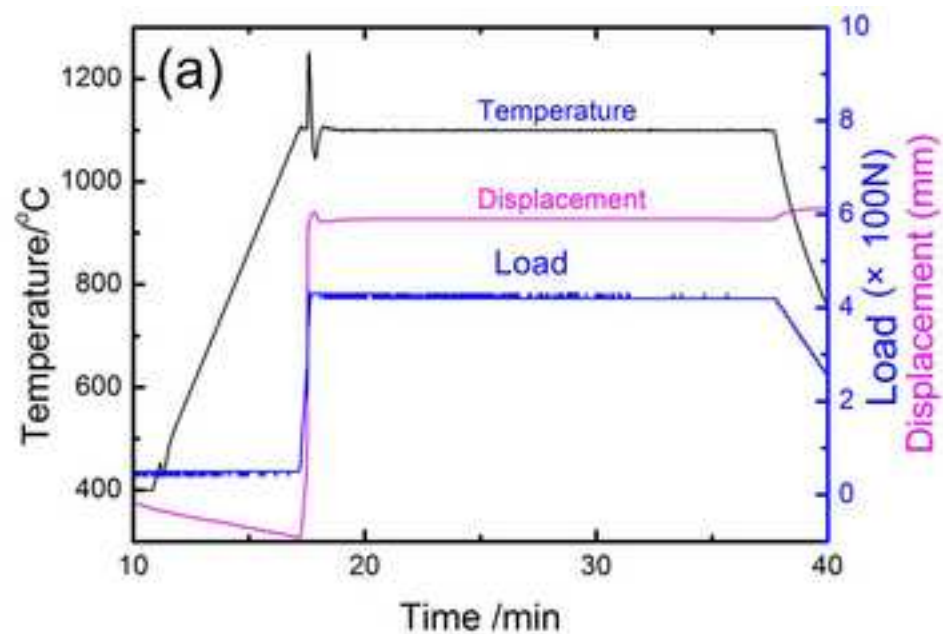 (a)
Temperature
Displacement
Load
Temperature/⁰C
1200
1000
800
600
400
10
8
6
4
2
0
Load (× 100N)
Displacement (mm)
10
20
30
40
Time /min